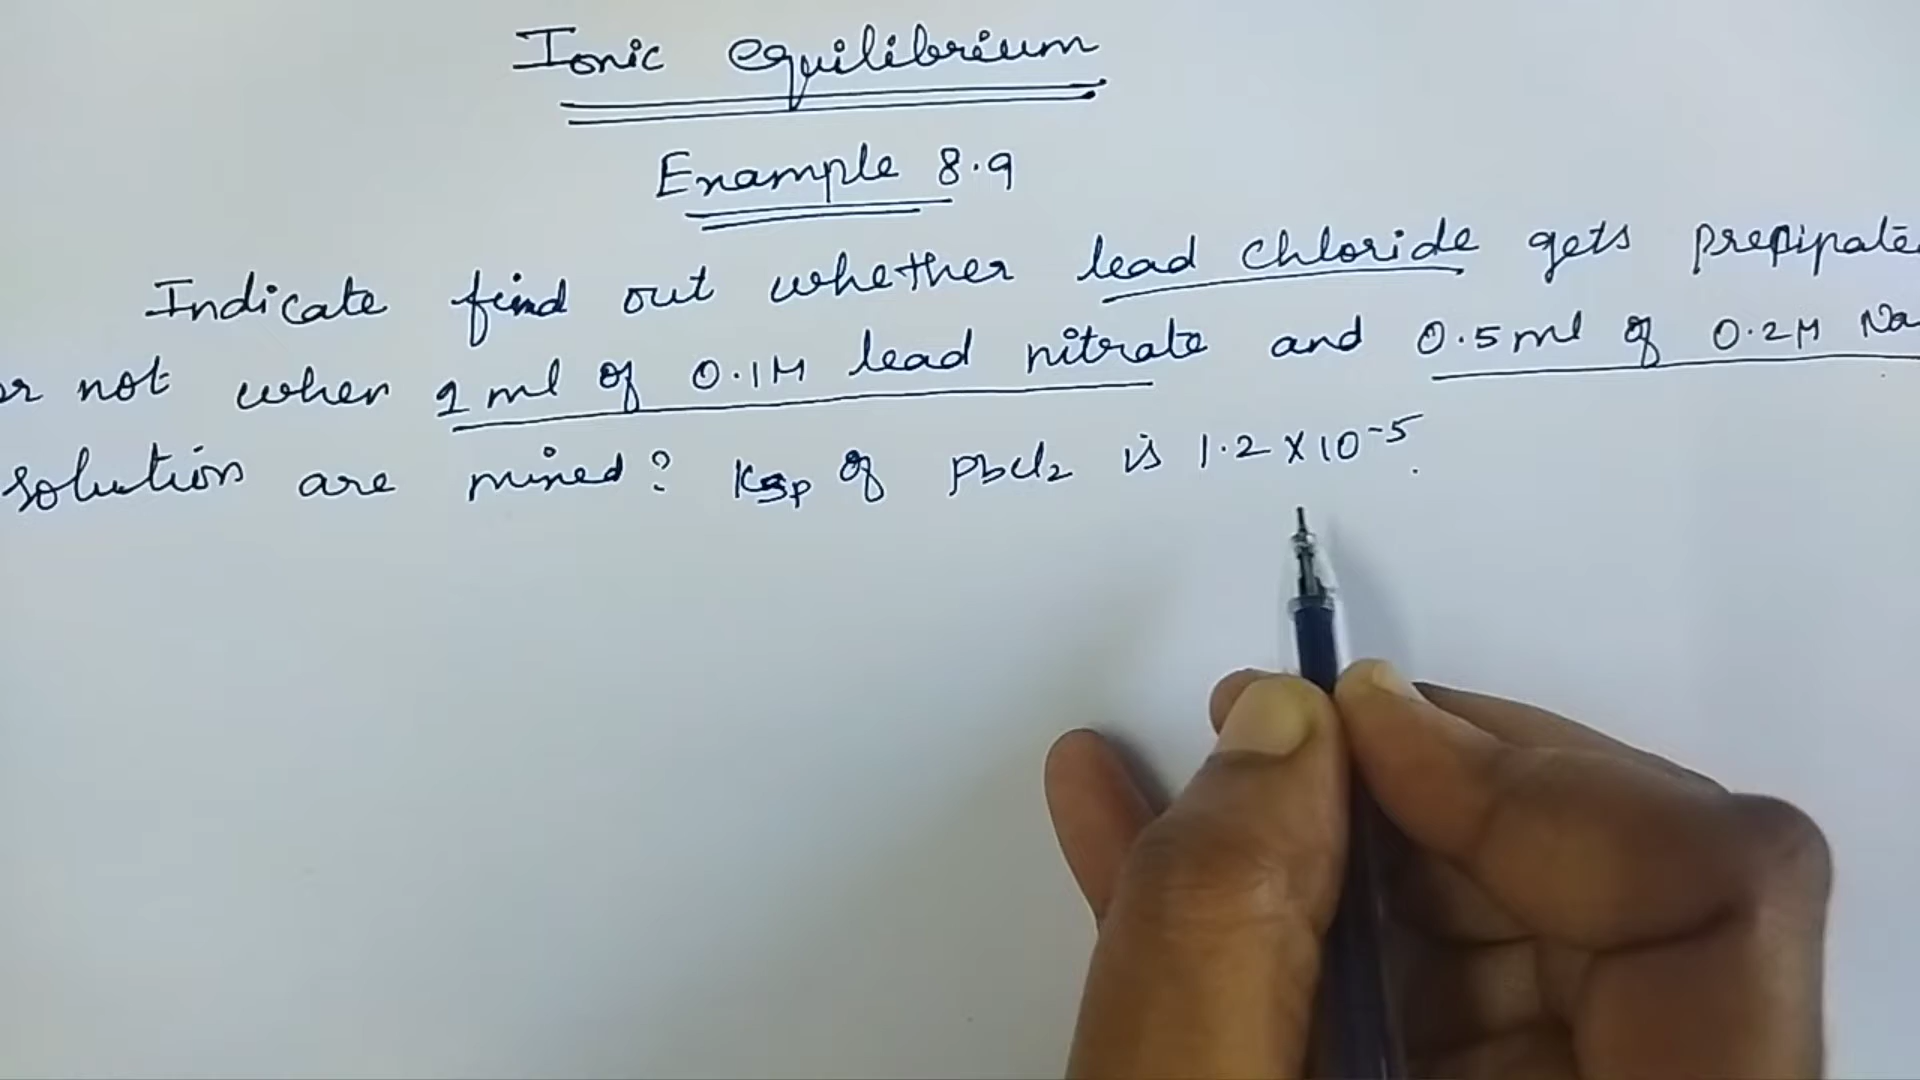 Ionic equilibrium
Example 8.9
Indicate find out whether lead chloride gets prepipate
or not when 1 ml of 0.1M lead nitrate and 0.5 ml of 0.2M Na
solution are mixed? Ksp of pbcl₂ is 1.2 × 10⁻⁵.